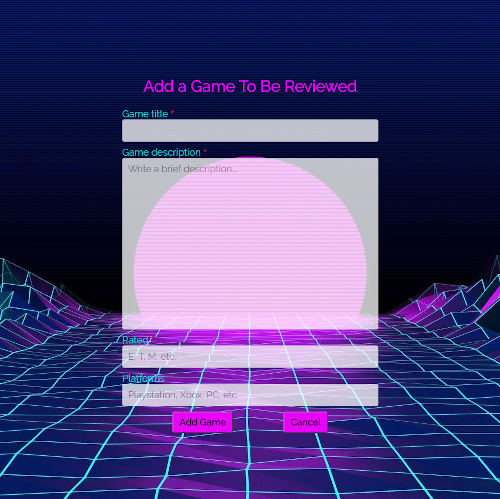 Add a Game To Be Reviewed
Game title *
Game description *
Write a brief description...
Rated
E, T, M, etc.
Platforms
Playstation, Xbox, PC, etc.
Add Game Cancel